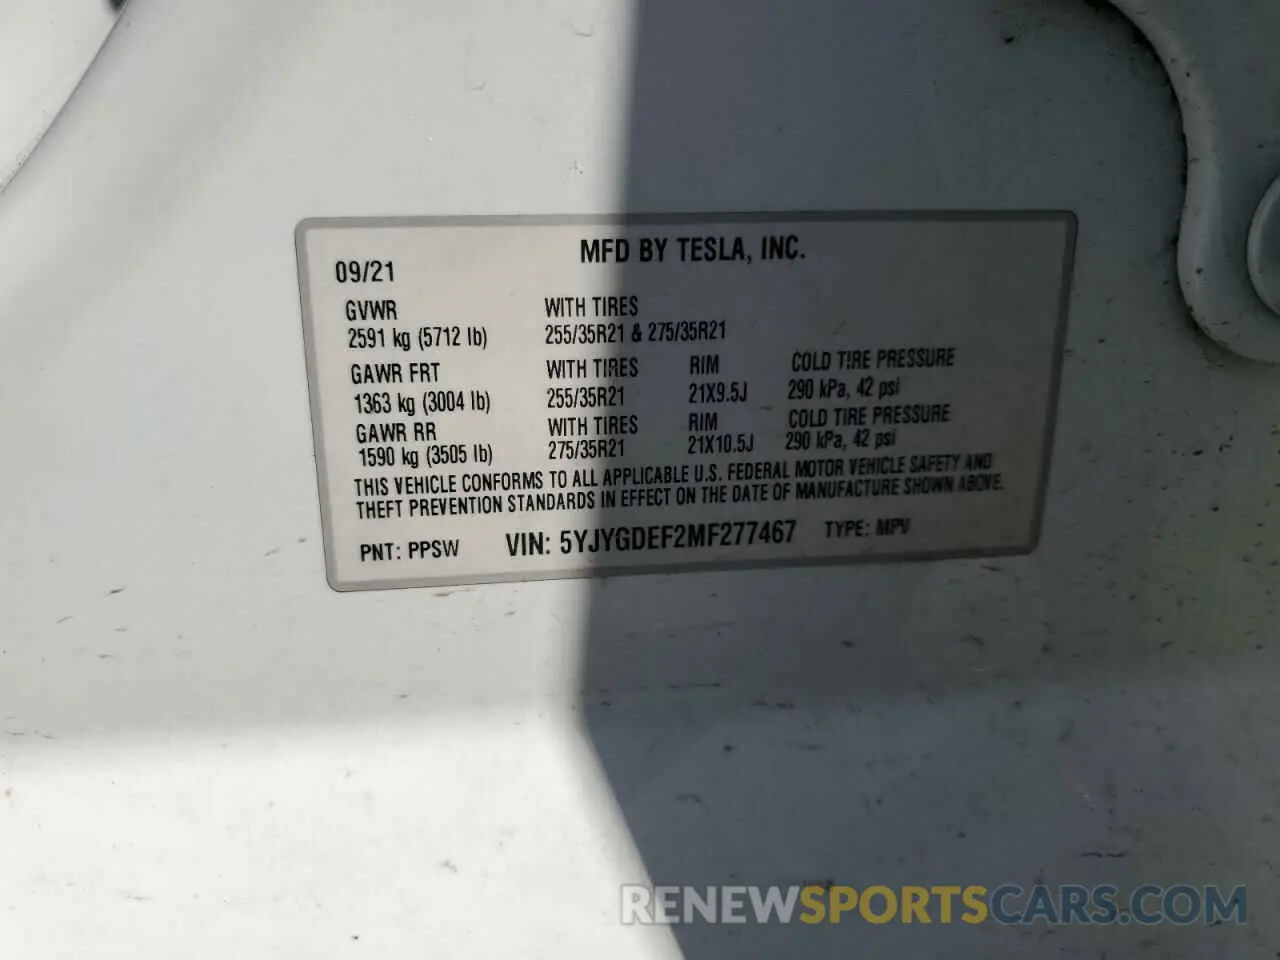 MFD BY TESLA, INC.
09/21
GVWR WITH TIRES
2591 kg (5712 lb) 255/35R21 & 275/35R21
GAWR FRT WITH TIRES RIM COLD TIRE PRESSURE
1363 kg (3004 lb) 255/35R21 21X9.5J 290 kPa, 42 psi
GAWR RR WITH TIRES RIM COLD TIRE PRESSURE
1590 kg (3505 lb) 275/35R21 21X10.5J 290 kPa, 42 psi
THIS VEHICLE CONFORMS TO ALL APPLICABLE U.S. FEDERAL MOTOR VEHICLE SAFETY AND
THEFT PREVENTION STANDARDS IN EFFECT ON THE DATE OF MANUFACTURE SHOWN ABOVE.
PNT: PPSW VIN: 5YJYGDEF2MF277467 TYPE: MPV
RENEWSPORTSCARS.COM